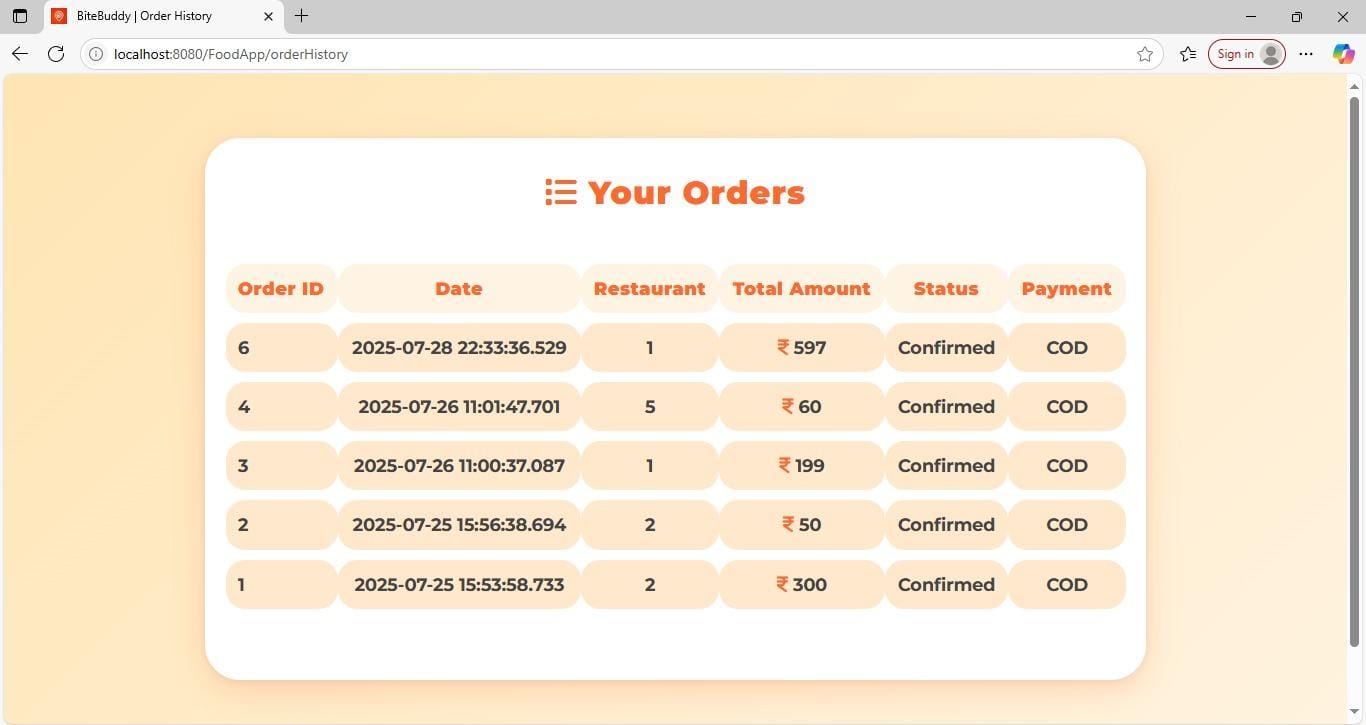 BiteBuddy | Order History
localhost:8080/FoodApp/orderHistory
Sign in
Your Orders
Order ID Date Restaurant Total Amount Status Payment
6 2025-07-28 22:33:36.529 1 ₹ 597 Confirmed COD
4 2025-07-26 11:01:47.701 5 ₹ 60 Confirmed COD
3 2025-07-26 11:00:37.087 1 ₹ 199 Confirmed COD
2 2025-07-25 15:56:38.694 2 ₹ 50 Confirmed COD
1 2025-07-25 15:53:58.733 2 ₹ 300 Confirmed COD